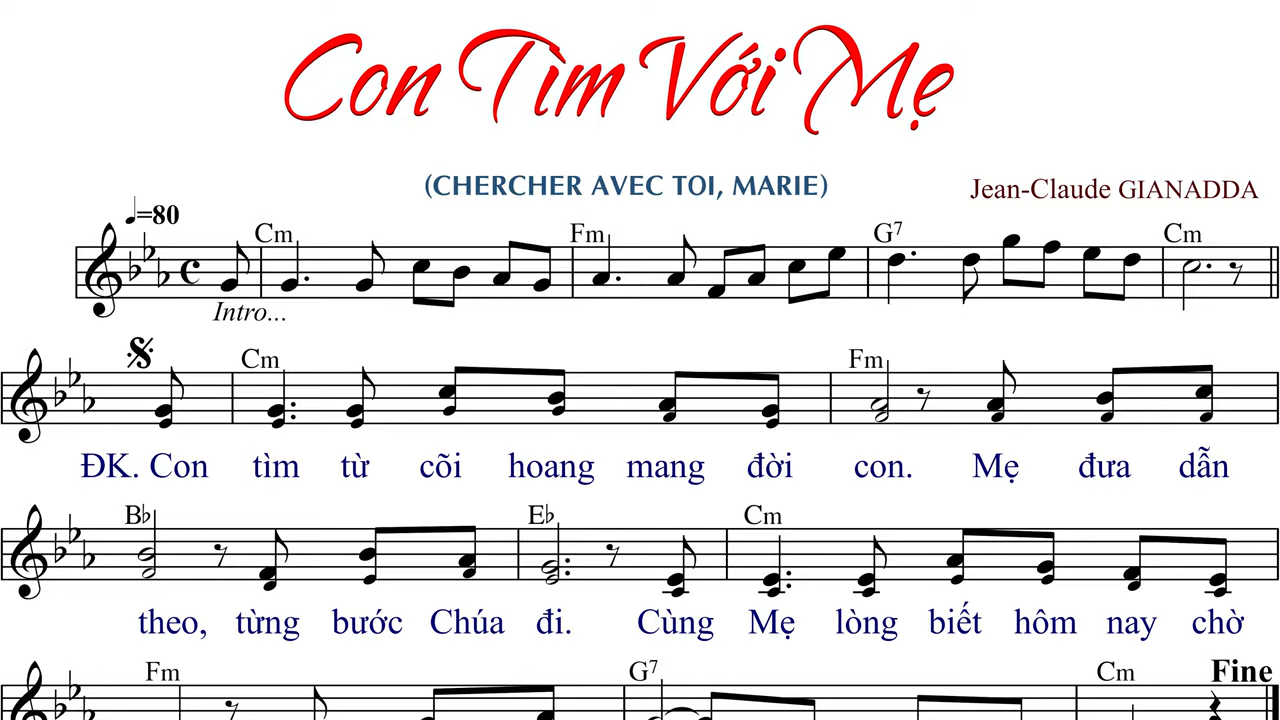 Con Tìm Với Mẹ
(CHERCHER AVEC TOI, MARIE)
Jean-Claude GIANADDA
♩=80
Cm Fm G7 Cm
Intro...
Cm Fm
ĐK. Con tìm từ cõi hoang mang đời con. Mẹ đưa dẫn
B♭ E♭ Cm
theo, từng bước Chúa đi. Cùng Mẹ lòng biết hôm nay chờ
Fm G7 Cm Fine